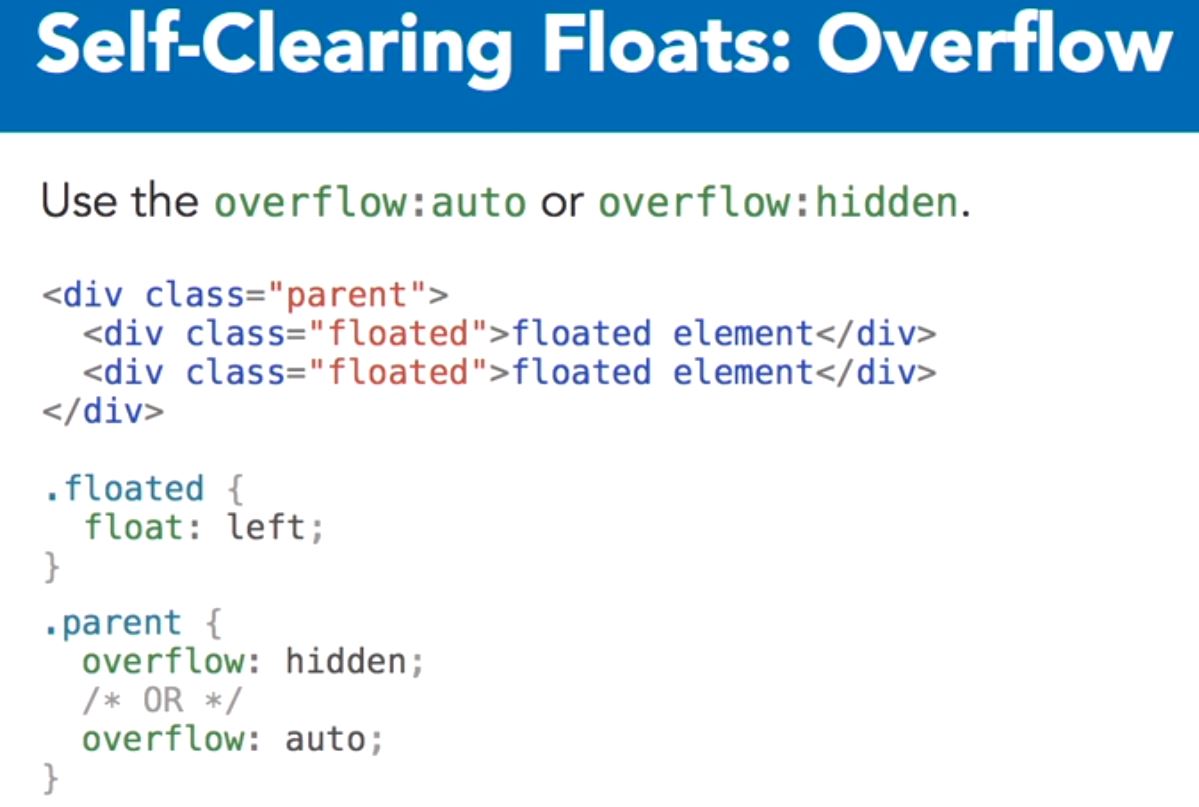 Self-Clearing Floats: Overflow
Use the overflow:auto or overflow:hidden.
<div class="parent">
  <div class="floated">floated element</div>
  <div class="floated">floated element</div>
</div>
.floated {
  float: left;
}
.parent {
  overflow: hidden;
  /* OR */
  overflow: auto;
}